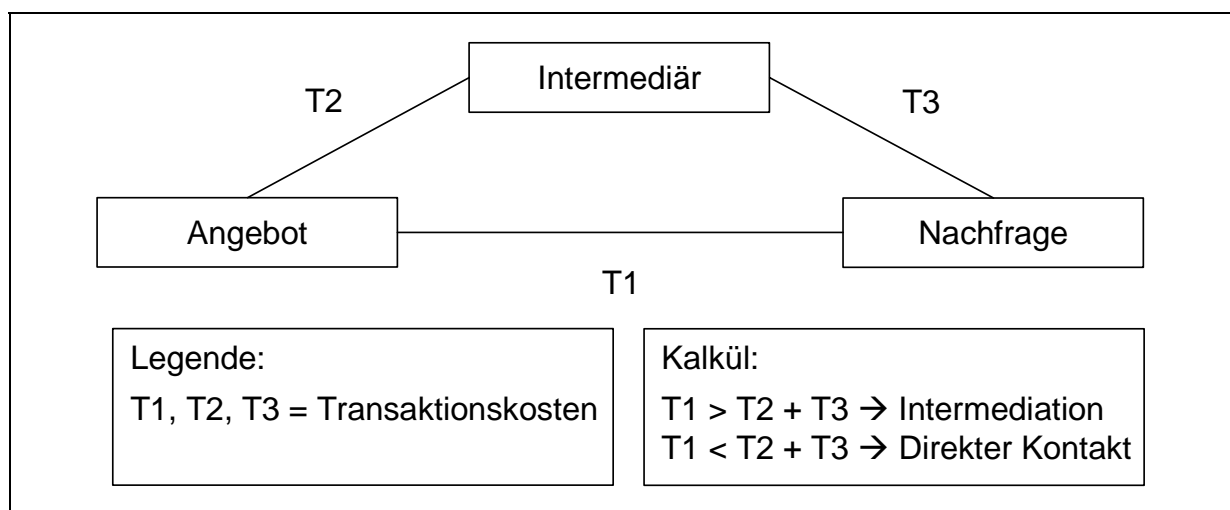 Intermediär
T2
T3
Angebot
Nachfrage
T1
Legende:
T1, T2, T3 = Transaktionskosten
Kalkül:
T1 > T2 + T3 → Intermediation
T1 < T2 + T3 → Direkter Kontakt